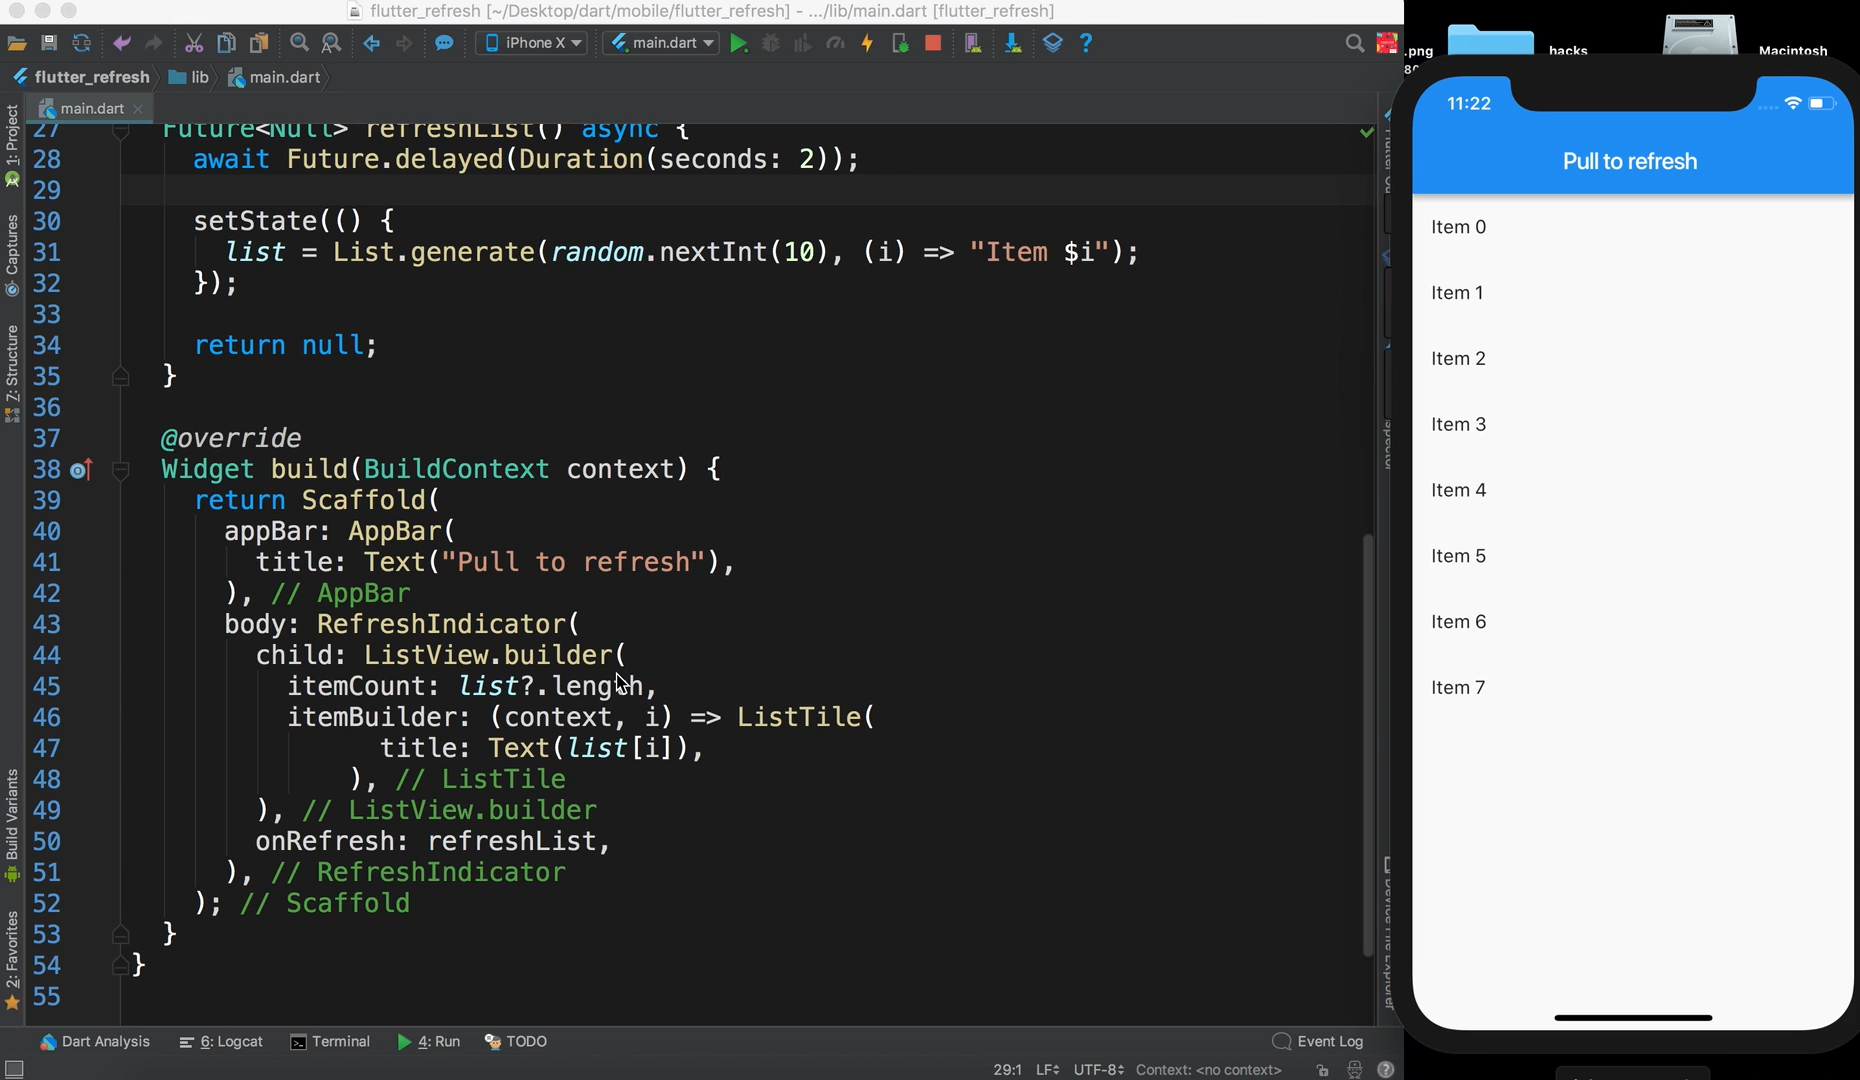 flutter_refresh [~/Desktop/dart/mobile/flutter_refresh] - .../lib/main.dart [flutter_refresh]
iPhone X
main.dart
flutter_refresh
lib
main.dart
main.dart
27 Future<Null> refreshList() async {
28 await Future.delayed(Duration(seconds: 2));
29
30 setState(() {
31 list = List.generate(random.nextInt(10), (i) => "Item $i");
32 });
33
34 return null;
35 }
36
37 @override
38 Widget build(BuildContext context) {
39 return Scaffold(
40 appBar: AppBar(
41 title: Text("Pull to refresh"),
42 ), // AppBar
43 body: RefreshIndicator(
44 child: ListView.builder(
45 itemCount: list?.length,
46 itemBuilder: (context, i) => ListTile(
47 title: Text(list[i]),
48 ), // ListTile
49 ), // ListView.builder
50 onRefresh: refreshList,
51 ), // RefreshIndicator
52 ); // Scaffold
53 }
54 }
55
1: Project
Captures
Z: Structure
Build Variants
2: Favorites
Dart Analysis
6: Logcat
Terminal
4: Run
TODO
Event Log
29:1
LF
UTF-8
Context: <no context>
.png
hacks
Macintosh
11:22
Pull to refresh
Item 0
Item 1
Item 2
Item 3
Item 4
Item 5
Item 6
Item 7